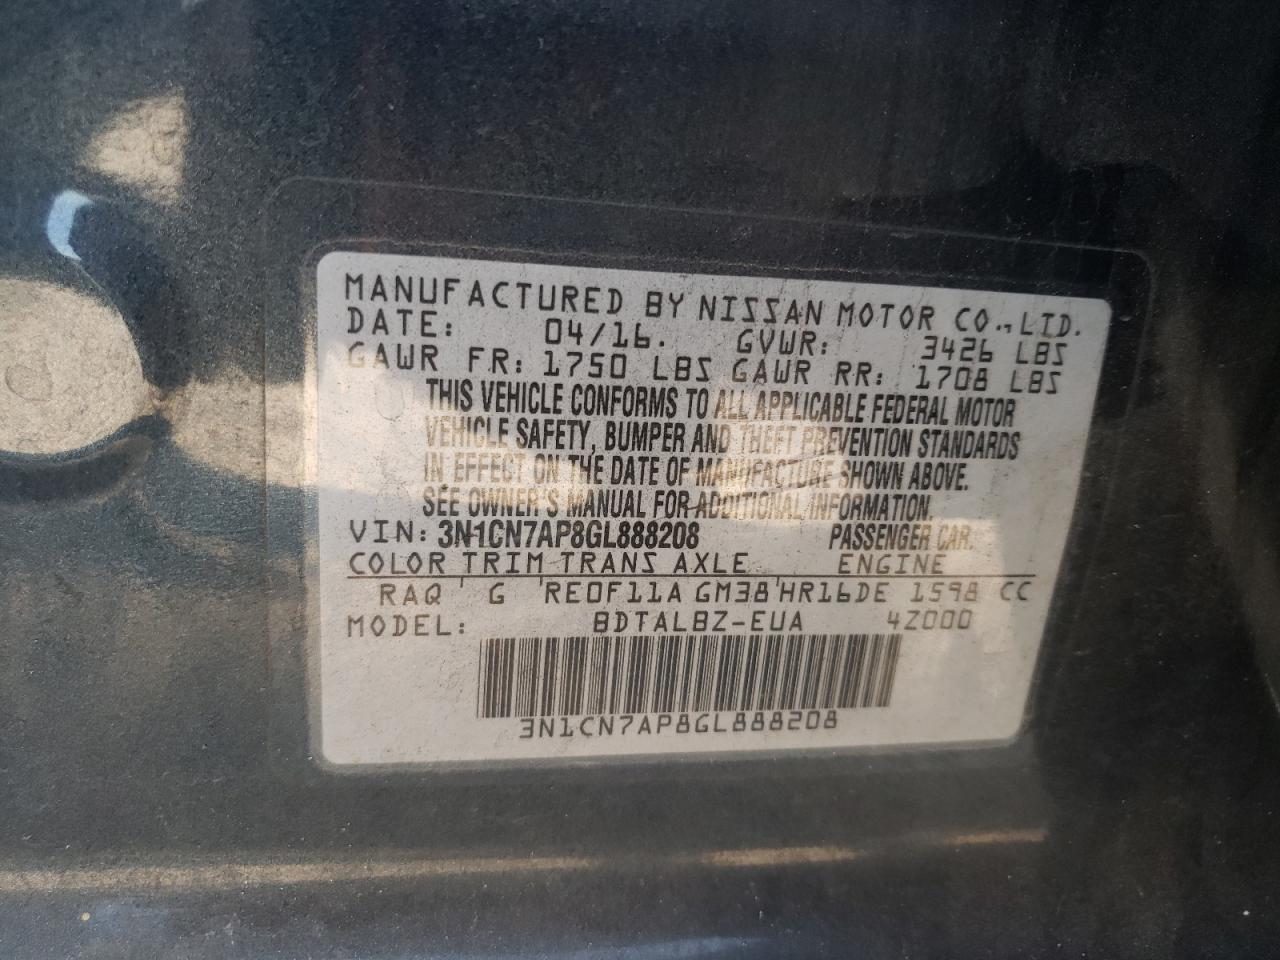 MANUFACTURED BY NISSAN MOTOR CO., LTD.
DATE: 04/16. GVWR: 3426 LBS
GAWR FR: 1750 LBS GAWR RR: 1708 LBS
THIS VEHICLE CONFORMS TO ALL APPLICABLE FEDERAL MOTOR
VEHICLE SAFETY, BUMPER AND THEFT PREVENTION STANDARDS
IN EFFECT ON THE DATE OF MANUFACTURE SHOWN ABOVE.
SEE OWNER'S MANUAL FOR ADDITIONAL INFORMATION.
VIN: 3N1CN7AP8GL888208 PASSENGER CAR.
COLOR TRIM TRANS AXLE ENGINE
RAQ G RE0F11A GM38 HR16DE 1598 CC
MODEL: BDTALBZ-EUA 4Z000
3N1CN7AP8GL888208